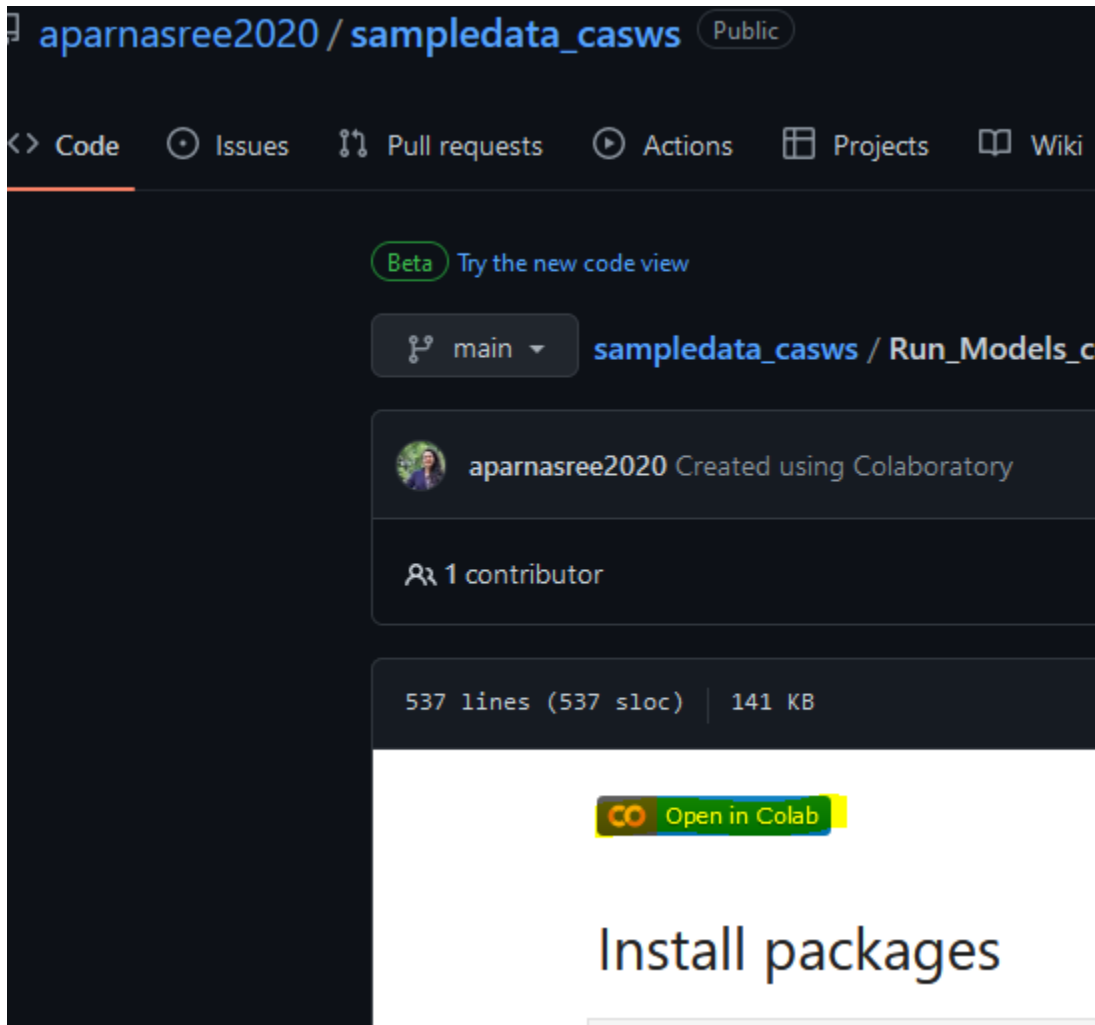 aparnasree2020 / sampledata_casws Public
Code Issues Pull requests Actions Projects Wiki
Beta Try the new code view
main sampledata_casws / Run_Models_c
aparnasree2020 Created using Colaboratory
1 contributor
537 lines (537 sloc) 141 KB
CO Open in Colab
Install packages